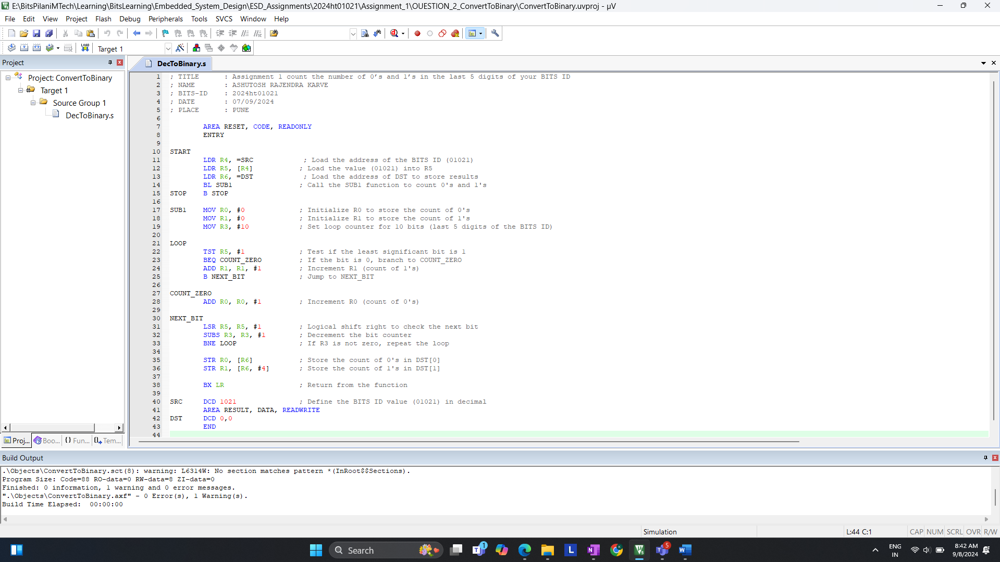 E:\BitsPilaniMTech\Learning\BitsLearning\Embedded_System_Design\ESD_Assignments\2024ht01021\Assignment_1\OUESTION_2_ConvertToBinary\ConvertToBinary.uvproj - µV
File Edit View Project Flash Debug Peripherals Tools SVCS Window Help
LOAD Target 1
Project
DecToBinary.s
Project: ConvertToBinary
Target 1
Source Group 1
DecToBinary.s
1 ; TITLE : Assignment 1 count the number of 0’s and 1’s in the last 5 digits of your BITS ID
2 ; NAME : ASHUTOSH RAJENDRA KARVE
3 ; BITS-ID : 2024ht01021
4 ; DATE : 07/09/2024
5 ; PLACE : PUNE
6
7 AREA RESET, CODE, READONLY
8 ENTRY
9
10 START
11 LDR R4, =SRC ; Load the address of the BITS ID (01021)
12 LDR R5, [R4] ; Load the value (01021) into R5
13 LDR R6, =DST ; Load the address of DST to store results
14 BL SUB1 ; Call the SUB1 function to count 0's and 1's
15 STOP B STOP
16
17 SUB1 MOV R0, #0 ; Initialize R0 to store the count of 0's
18 MOV R1, #0 ; Initialize R1 to store the count of 1's
19 MOV R3, #10 ; Set loop counter for 10 bits (last 5 digits of the BITS ID)
20
21 LOOP
22 TST R5, #1 ; Test if the least significant bit is 1
23 BEQ COUNT_ZERO ; If the bit is 0, branch to COUNT_ZERO
24 ADD R1, R1, #1 ; Increment R1 (count of 1's)
25 B NEXT_BIT ; Jump to NEXT_BIT
26
27 COUNT_ZERO
28 ADD R0, R0, #1 ; Increment R0 (count of 0's)
29
30 NEXT_BIT
31 LSR R5, R5, #1 ; Logical shift right to check the next bit
32 SUBS R3, R3, #1 ; Decrement the bit counter
33 BNE LOOP ; If R3 is not zero, repeat the loop
34
35 STR R0, [R6] ; Store the count of 0's in DST[0]
36 STR R1, [R6, #4] ; Store the count of 1's in DST[1]
37
38 BX LR ; Return from the function
39
40 SRC DCD 1021 ; Define the BITS ID value (01021) in decimal
41 AREA RESULT, DATA, READWRITE
42 DST DCD 0,0
43 END
44
Proj... Boo... {} Fun... Tem...
Build Output
.\Objects\ConvertToBinary.sct(8): warning: L6314W: No section matches pattern *(InRoot$$Sections).
Program Size: Code=88 RO-data=0 RW-data=8 ZI-data=0
Finished: 0 information, 1 warning and 0 error messages.
".\Objects\ConvertToBinary.axf" - 0 Error(s), 1 Warning(s).
Build Time Elapsed: 00:00:00
Simulation L:44 C:1 CAP NUM SCRL OVR R/W
Search 1 L 5
ENG
IN
8:42 AM
9/8/2024